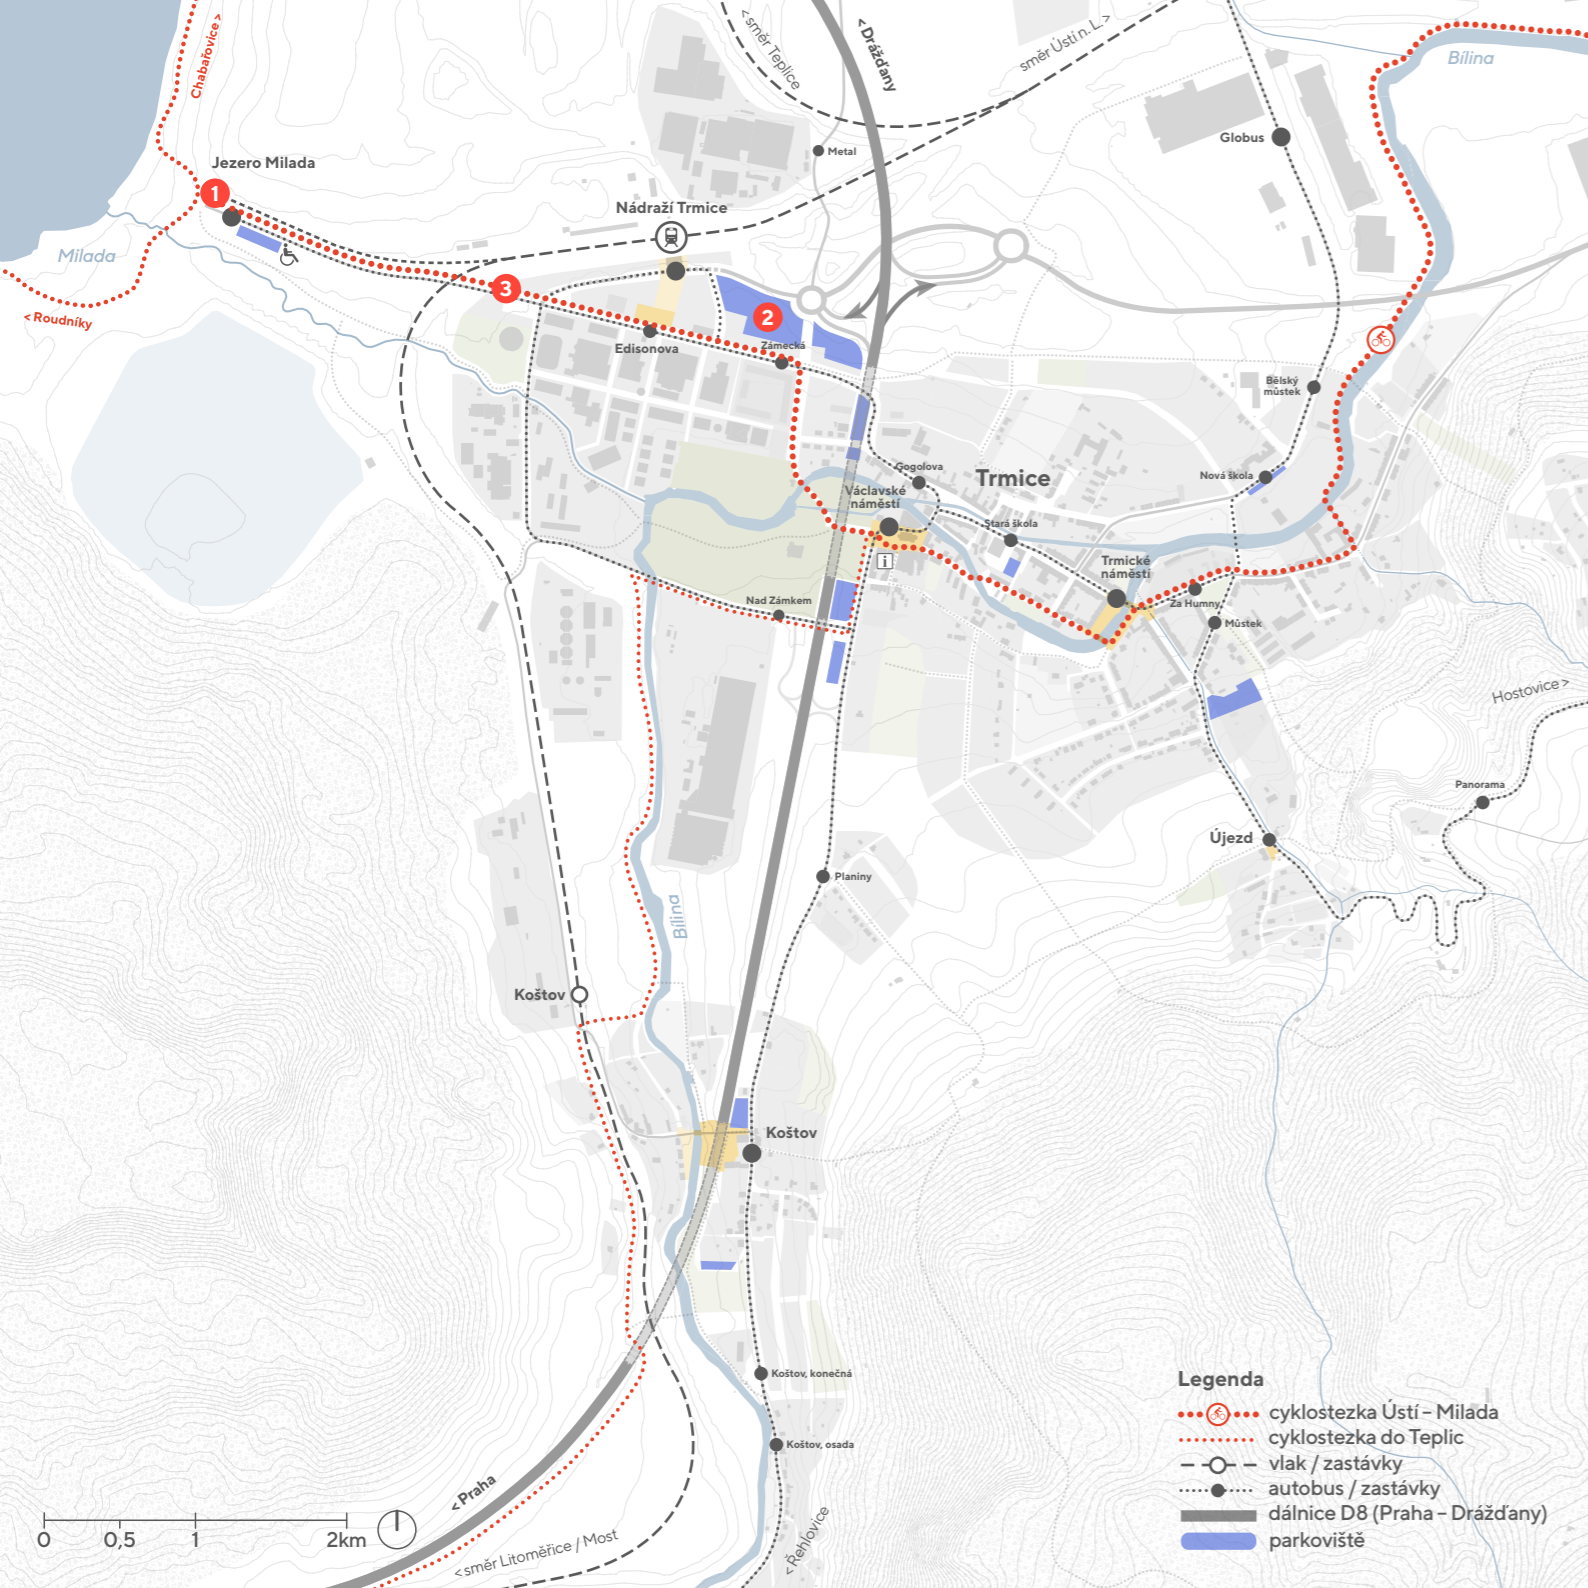 Chabařovice >
< směr Teplice
< Drážďany
směr Ústí n. L. >
Bílina
Metal
Globus
Jezero Milada
1
Nádraží Trmice
Milada
3
2
< Roudníky
Edisonova
Zámecká
Bělský
můstek
Gogolova
Trmice
Nová škola
Václavské
náměstí
Stará škola
i
Trmické
náměstí
Nad Zámkem
Za Humny
Můstek
Hostovice >
Panorama
Újezd
Planiny
Bílina
Koštov
Koštov
Koštov, konečná
Koštov, osada
< Praha
< směr Litoměřice / Most
< Řehlovice
0
0,5
1
2km
Legenda
cyklostezka Ústí – Milada
cyklostezka do Teplic
vlak / zastávky
autobus / zastávky
dálnice D8 (Praha – Drážďany)
parkoviště